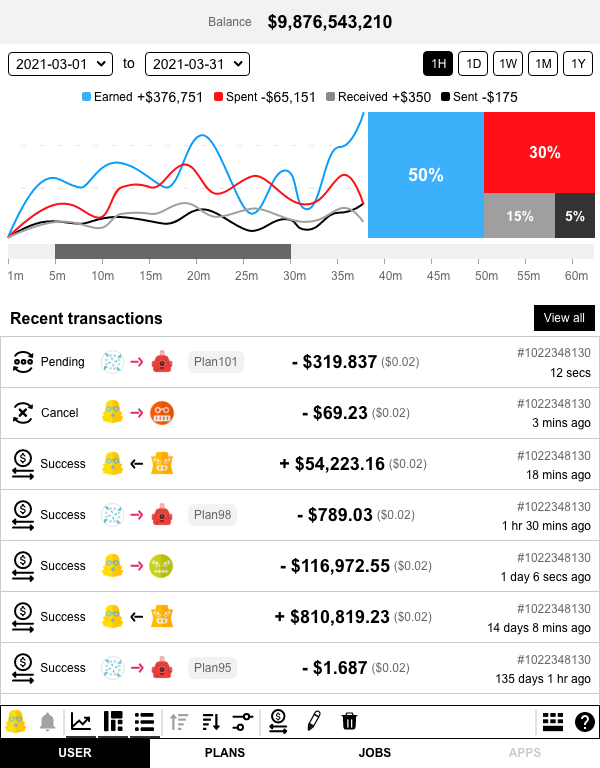 Balance $9,876,543,210
2021-03-01 to 2021-03-31 1H 1D 1W 1M 1Y
Earned +$376,751 Spent -$65,151 Received +$350 Sent -$175
50% 30%
15% 5%
1m 5m 10m 15m 20m 25m 30m 35m 40m 45m 50m 55m 60m
Recent transactions View all
Pending Plan101 - $319.837 ($0.02) #1022348130
12 secs
Cancel - $69.23 ($0.02) #1022348130
3 mins ago
Success + $54,223.16 ($0.02) #1022348130
18 mins ago
Success Plan98 - $789.03 ($0.02) #1022348130
1 hr 30 mins ago
Success - $116,972.55 ($0.02) #1022348130
1 day 6 secs ago
Success + $810,819.23 ($0.02) #1022348130
14 days 8 mins ago
Success Plan95 - $1.687 ($0.02) #1022348130
135 days 1 hr ago
USER PLANS JOBS APPS